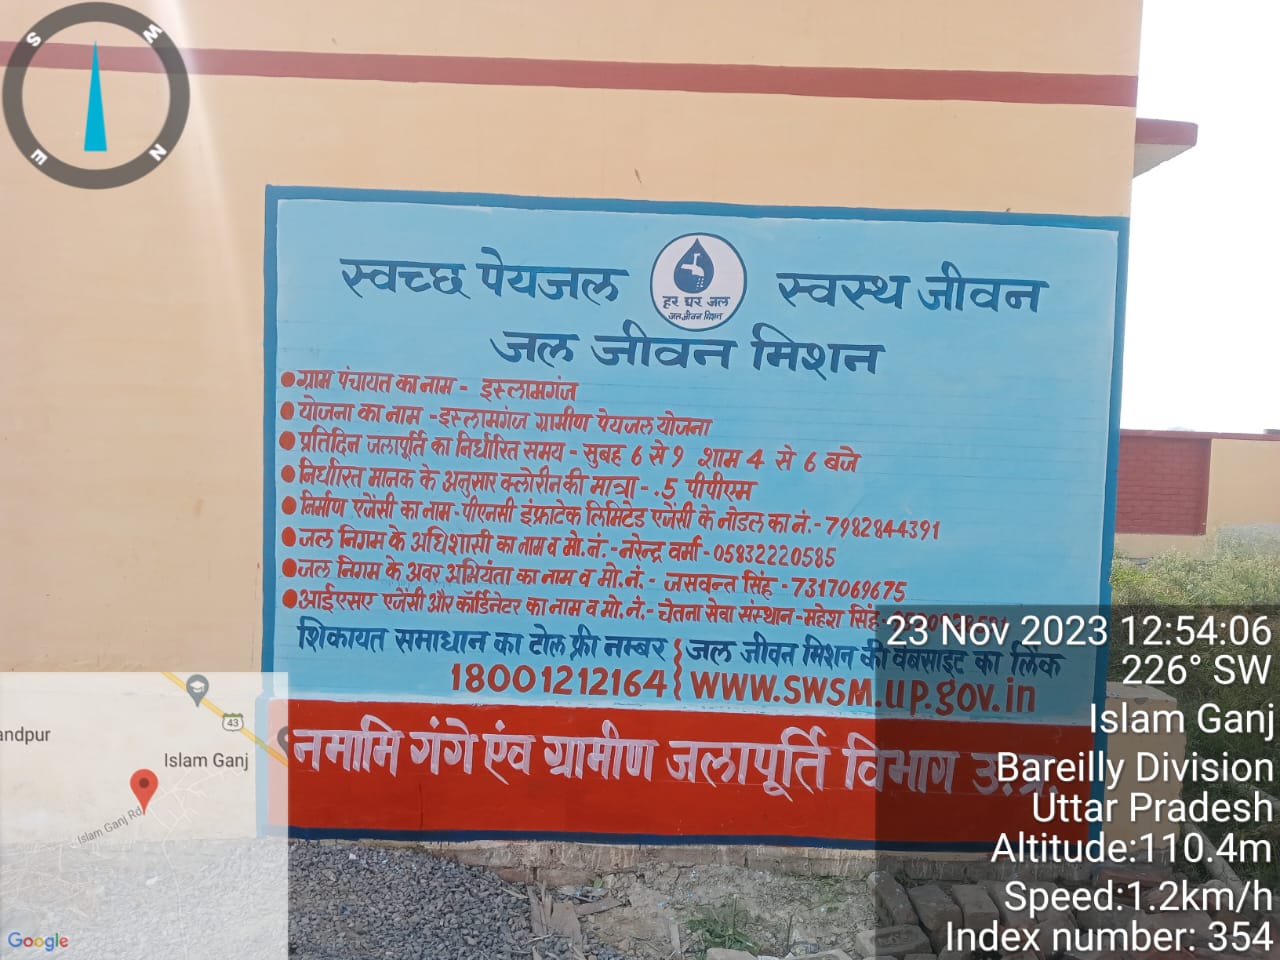 स्वच्छ पेयजल
हर घर जल
जल जीवन मिशन
स्वस्थ जीवन
जल जीवन मिशन
●ग्राम पंचायत का नाम - इस्लामगंज
●योजना का नाम -इस्लामगंज ग्रामीण पेयजल योजना
●प्रतिदिन जलापूर्ति का निर्धारित समय - सुबह 6 से 9 शाम 4 से 6 बजे
●निर्धारित मानक के अनुसार क्लोरीन की मात्रा - .5 पीपीएम
●निर्माण एंजेंसी का नाम - पीएनसी इंफ्राटेक लिमिटेड एजेंसी के नोडल का नं.- 7982844391
●जल निगम के अधिशासी का नाम व मो.नं.-नरेन्द्र वर्मा-05832220585
●जल निगम के अवर अभियंता का नाम व मो.नं.- जसवन्त सिंह-7317069675
●आईएसए एजेंसी और कॉर्डिनेटर का नाम व मो.नं.-चेतना सेवा संस्थान-महेश सिंह-
शिकायत समाधान का टोल फ्री नम्बर
18001212164
जल जीवन मिशन की वेबसाइट का लिंक
WWW.SWSM.up.gov.in
नमामि गंगे एंव ग्रामीण जलापूर्ति विभाग उ.प्र.
S W
E N
andpur
43
Islam Ganj
Islam Ganj Rd
Google
23 Nov 2023 12:54:06
226° SW
Islam Ganj
Bareilly Division
Uttar Pradesh
Altitude:110.4m
Speed:1.2km/h
Index number: 354